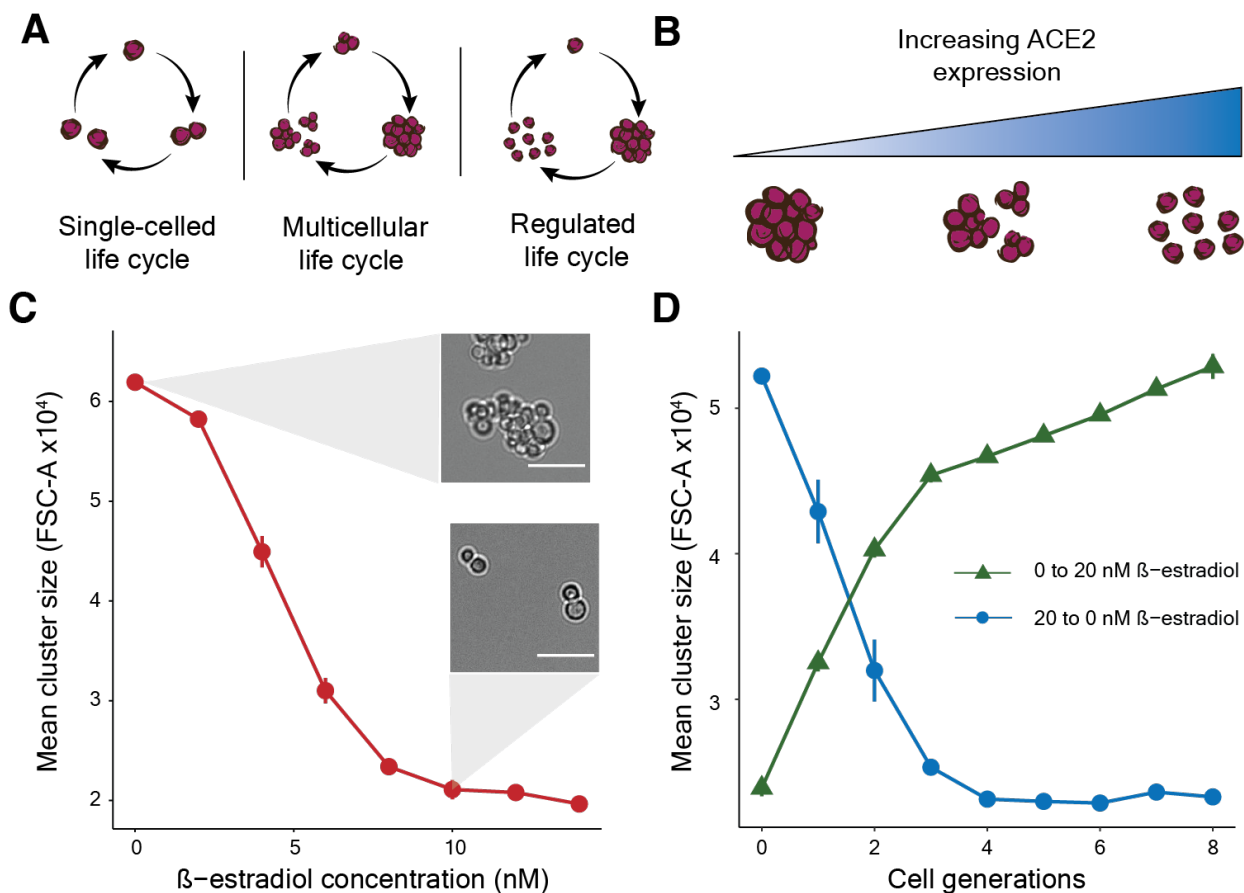 A
Single-celled
life cycle
Multicellular
life cycle
Regulated
life cycle
B
Increasing ACE2
expression
C
Mean cluster size (FSC-A x10⁴)
6
5
4
3
2
0
5
10
ß−estradiol concentration (nM)
D
Mean cluster size (FSC-A x10⁴)
5
4
3
0 to 20 nM ß−estradiol
20 to 0 nM ß−estradiol
0
2
4
6
8
Cell generations